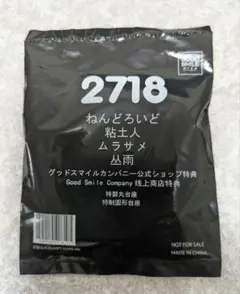 GOOD SMILE
2718
ねんどろいど
粘土人
ムラサメ
丛雨
グッドスマイルカンパニー公式ショップ特典
Good Smile Company 线上商店特典
特製丸台座
特制圆形台座
NOT FOR SALE
MADE IN CHINA